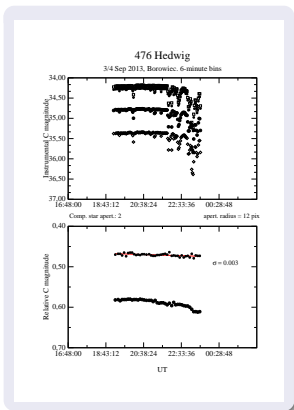 476 Hedwig
3/4 Sep 2013, Borowiec. 6-minute bins
34,00
34,50
35,00
35,50
36,00
36,50
37,00
Instrumental C magnitude
16:48:00 18:43:12 20:38:24 22:33:36 00:28:48
Comp. star apert.: 2 apert. radius = 12 pix
0,40
0,50
0,60
0,70
Relative C magnitude
σ = 0.003
16:48:00 18:43:12 20:38:24 22:33:36 00:28:48
UT